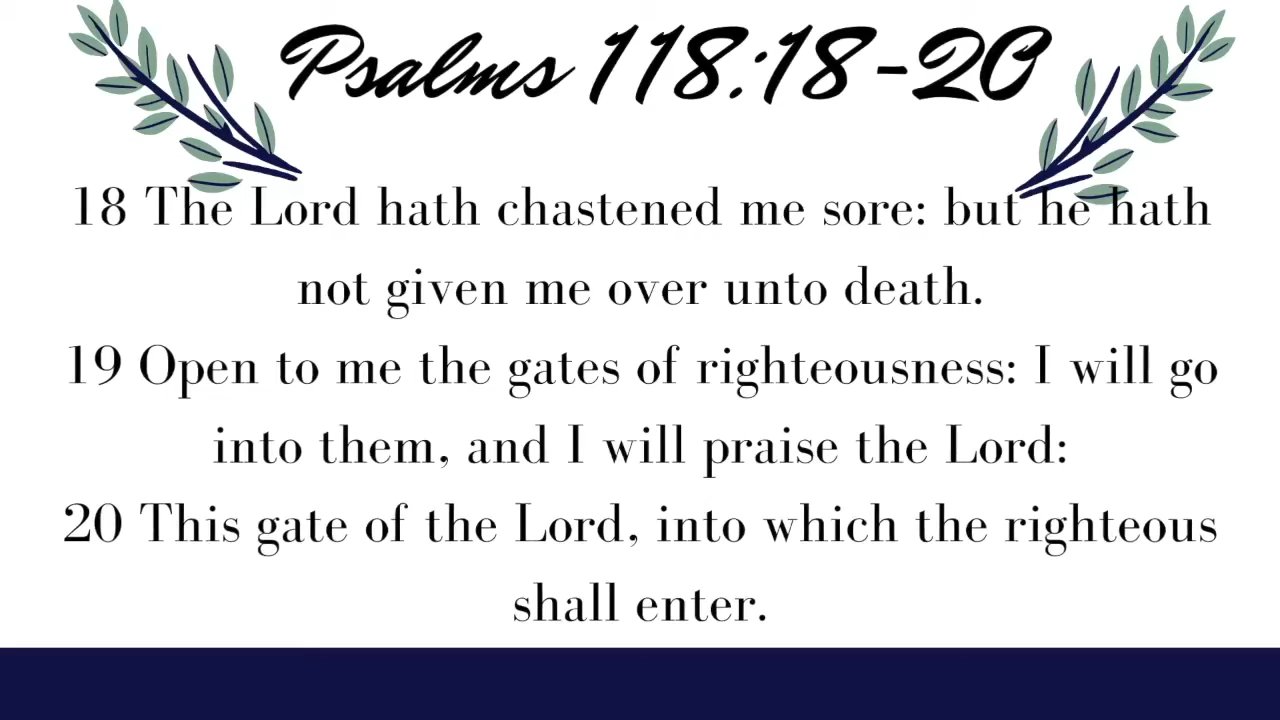 Psalms 118:18-20
18 The Lord hath chastened me sore: but he hath
not given me over unto death.
19 Open to me the gates of righteousness: I will go
into them, and I will praise the Lord:
20 This gate of the Lord, into which the righteous
shall enter.